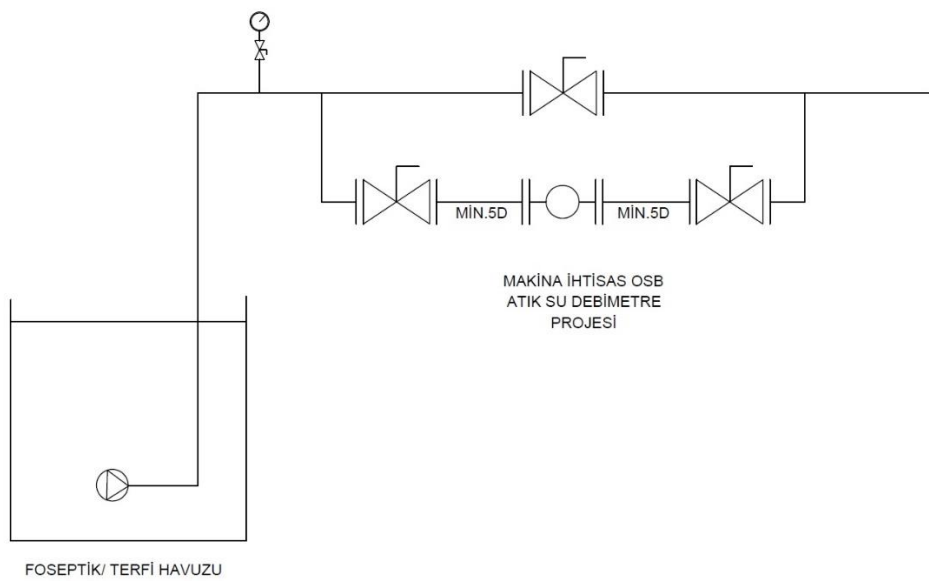 MİN.5D
MİN.5D
MAKİNA İHTİSAS OSB
ATIK SU DEBİMETRE
PROJESİ
FOSEPTİK/ TERFİ HAVUZU